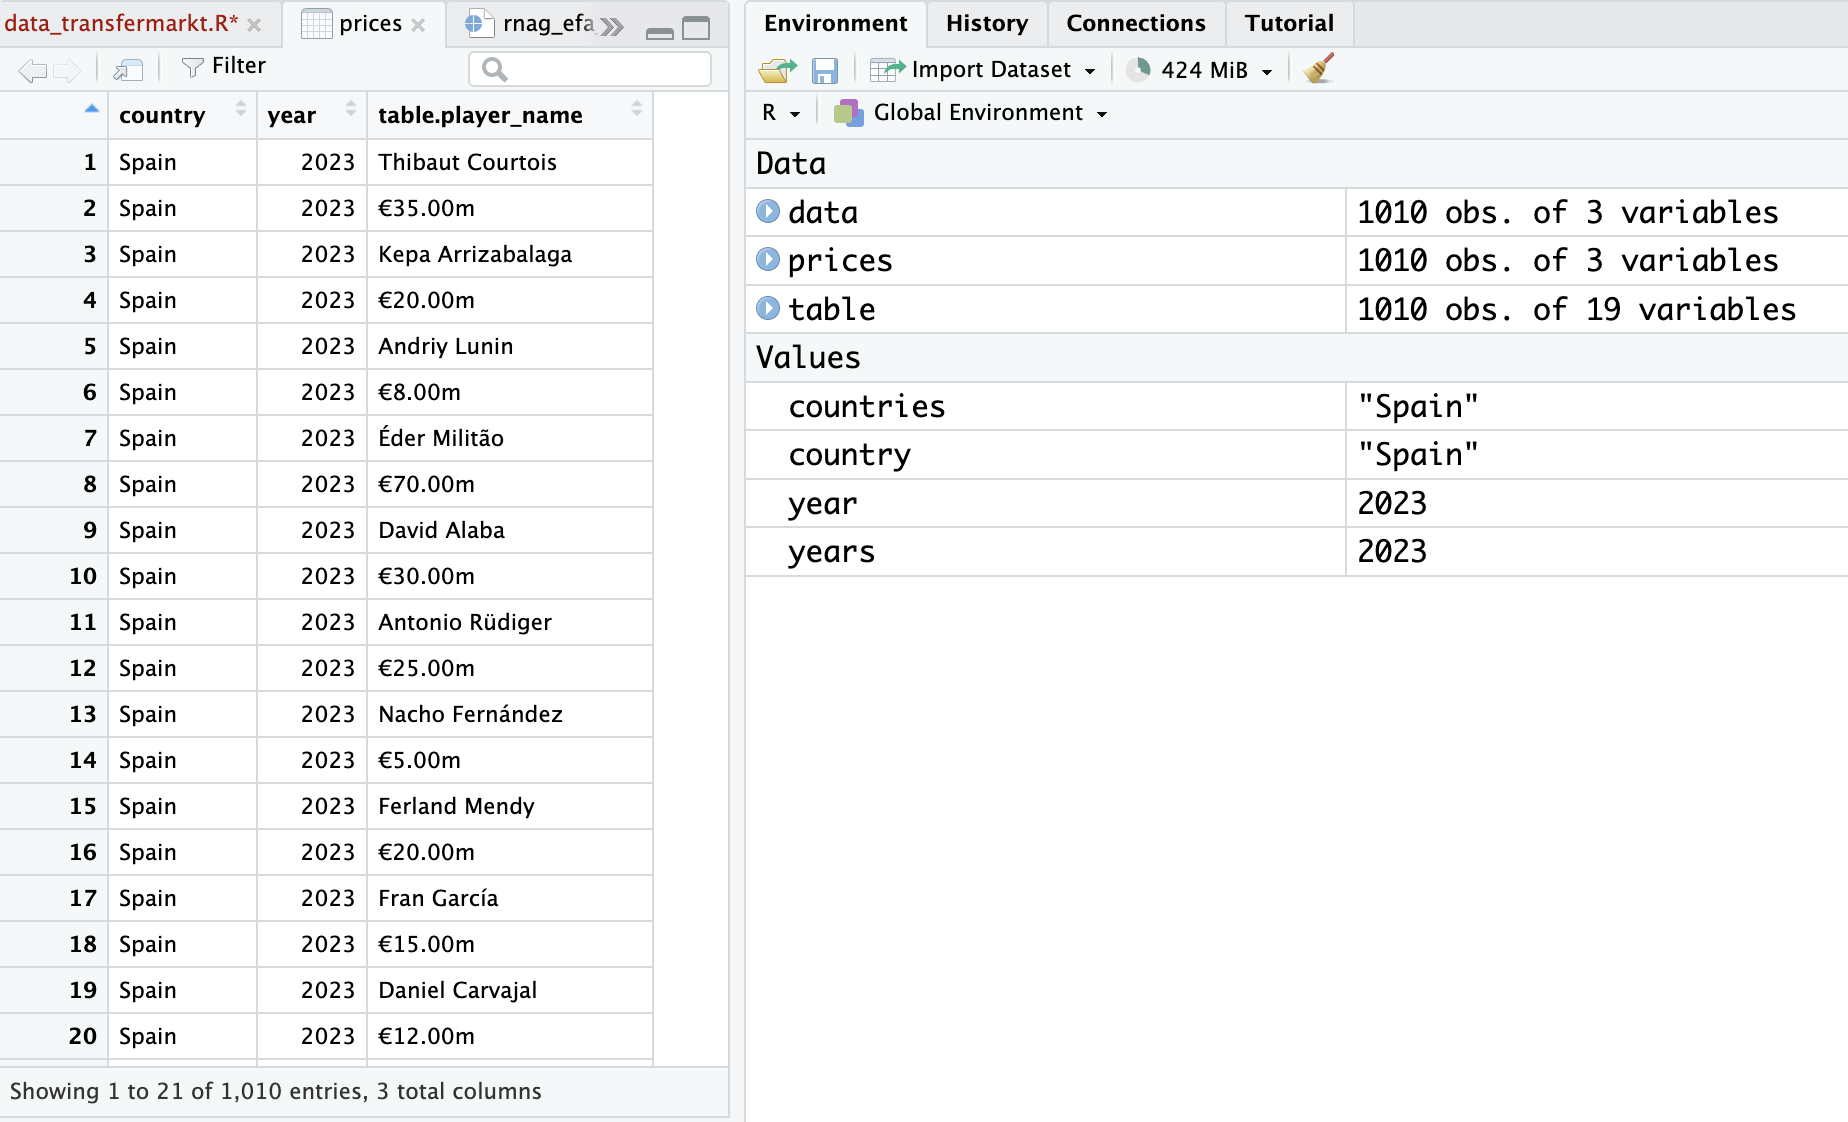 data_transfermarkt.R*
prices
rnag_efa
Filter
country year table.player_name
1 Spain 2023 Thibaut Courtois
2 Spain 2023 €35.00m
3 Spain 2023 Kepa Arrizabalaga
4 Spain 2023 €20.00m
5 Spain 2023 Andriy Lunin
6 Spain 2023 €8.00m
7 Spain 2023 Éder Militão
8 Spain 2023 €70.00m
9 Spain 2023 David Alaba
10 Spain 2023 €30.00m
11 Spain 2023 Antonio Rüdiger
12 Spain 2023 €25.00m
13 Spain 2023 Nacho Fernández
14 Spain 2023 €5.00m
15 Spain 2023 Ferland Mendy
16 Spain 2023 €20.00m
17 Spain 2023 Fran García
18 Spain 2023 €15.00m
19 Spain 2023 Daniel Carvajal
20 Spain 2023 €12.00m
Showing 1 to 21 of 1,010 entries, 3 total columns
Environment History Connections Tutorial
Import Dataset 424 MiB
R Global Environment
Data
data 1010 obs. of 3 variables
prices 1010 obs. of 3 variables
table 1010 obs. of 19 variables
Values
countries "Spain"
country "Spain"
year 2023
years 2023